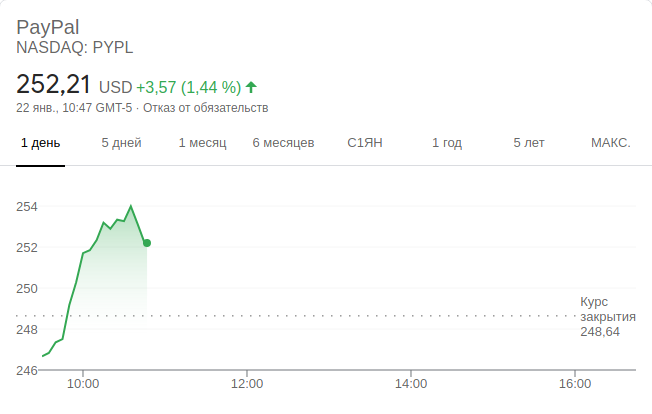 PayPal
NASDAQ: PYPL
252,21 USD +3,57 (1,44 %)
22 янв., 10:47 GMT-5 · Отказ от обязательств
1 день 5 дней 1 месяц 6 месяцев С1ЯН 1 год 5 лет МАКС.
254
252
250
Курс
закрытия
248,64
248
246
10:00 12:00 14:00 16:00